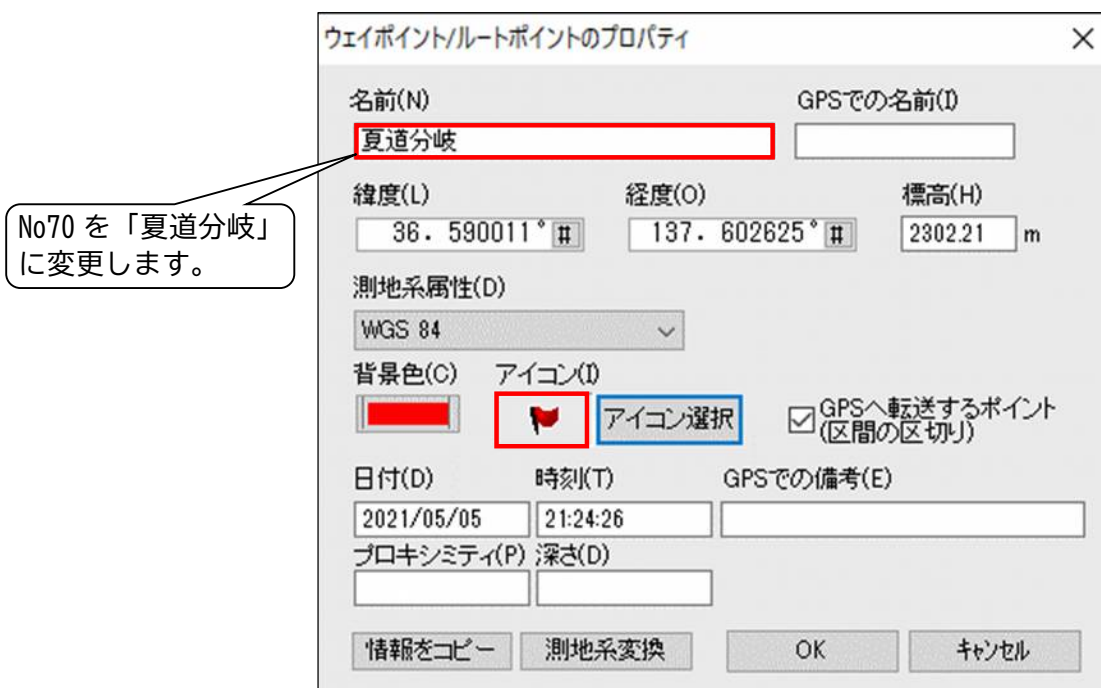 ウェイポイント/ルートポイントのプロパティ
名前(N) GPSでの名前(I)
夏道分岐
No70 を「夏道分岐」
に変更します。
緯度(L) 経度(O) 標高(H)
36. 590011° # 137. 602625° # 2302.21 m
測地系属性(D)
WGS 84
背景色(C) アイコン(I)
アイコン選択
GPSへ転送するポイント
(区間の区切り)
日付(D) 時刻(T) GPSでの備考(E)
2021/05/05 21:24:26
プロキシミティ(P) 深さ(D)
情報をコピー 測地系変換 OK キャンセル